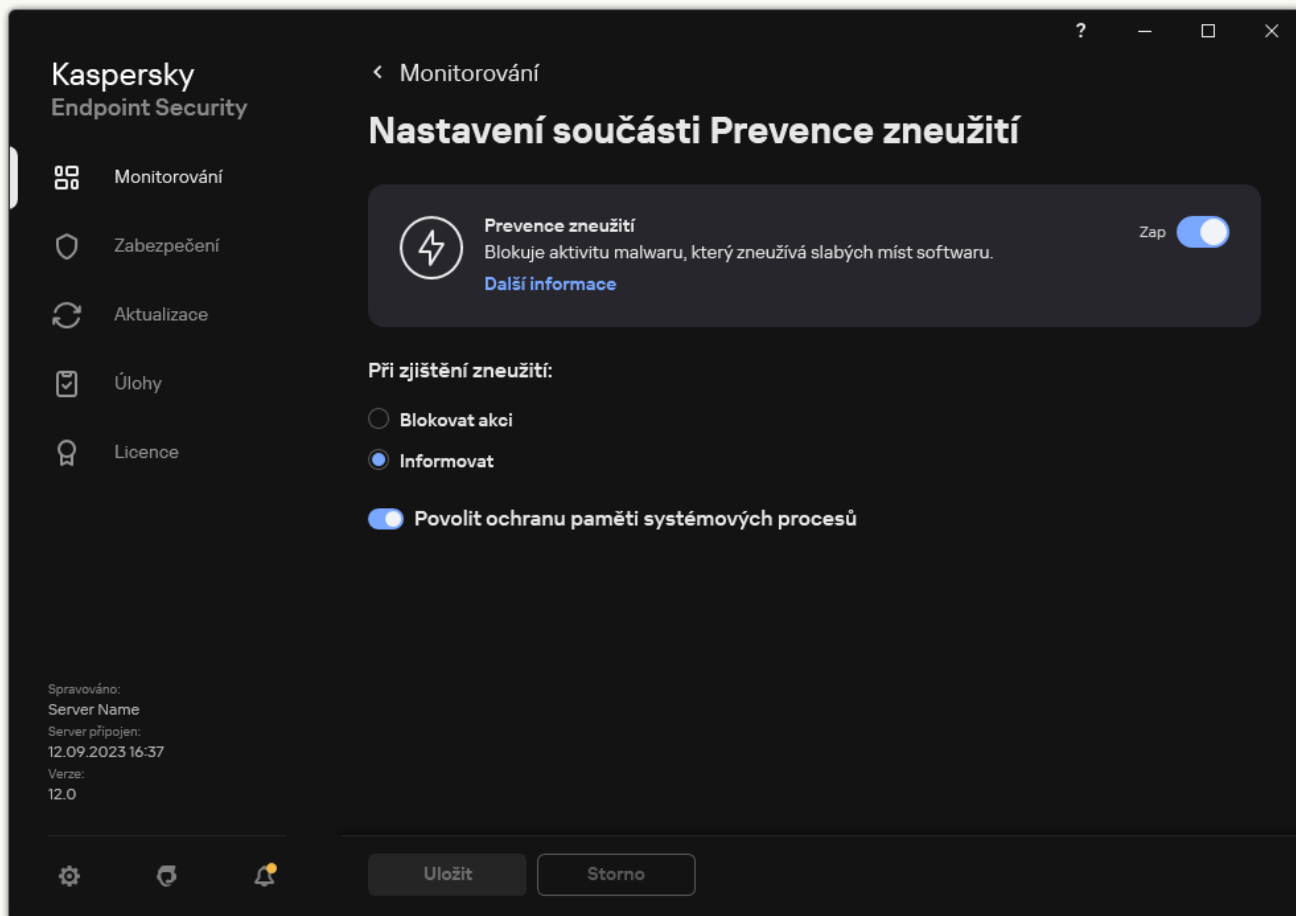 ?
Kaspersky
Endpoint Security
Monitorování
Zabezpečení
Aktualizace
Úlohy
Licence
Spravováno:
Server Name
Server připojen:
12.09.2023 16:37
Verze:
12.0
Monitorování
Nastavení součásti Prevence zneužití
Prevence zneužití
Blokuje aktivitu malwaru, který zneužívá slabých míst softwaru.
Další informace
Zap
Při zjištění zneužití:
Blokovat akci
Informovat
Povolit ochranu paměti systémových procesů
Uložit
Storno